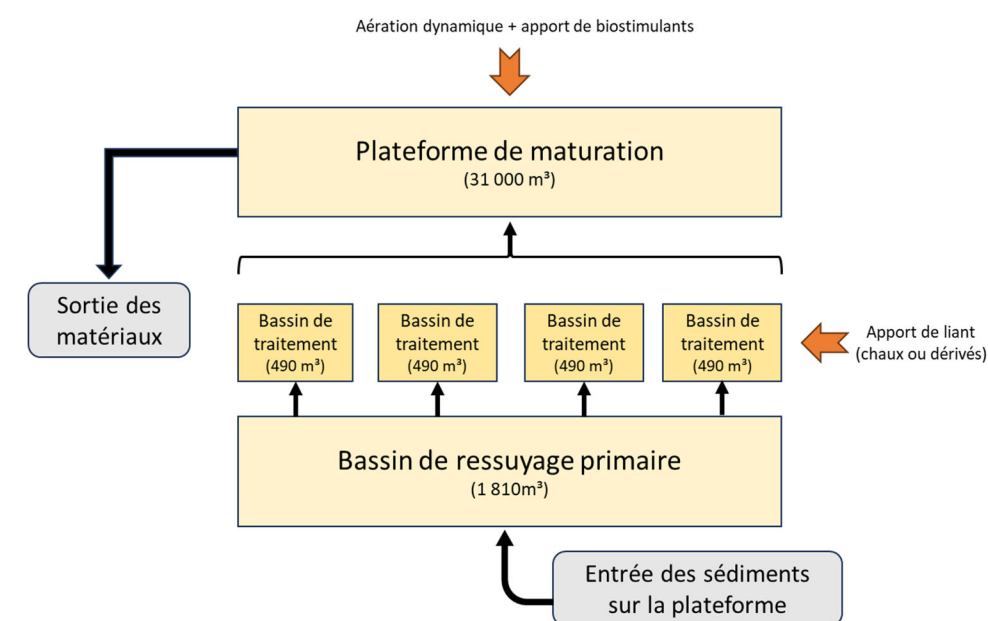 Aération dynamique + apport de biostimulants
Plateforme de maturation
(31 000 m³)
Sortie des
matériaux
Bassin de
traitement
(490 m³)
Bassin de
traitement
(490 m³)
Bassin de
traitement
(490 m³)
Bassin de
traitement
(490 m³)
Apport de liant
(chaux ou dérivés)
Bassin de ressuyage primaire
(1 810m³)
Entrée des sédiments
sur la plateforme